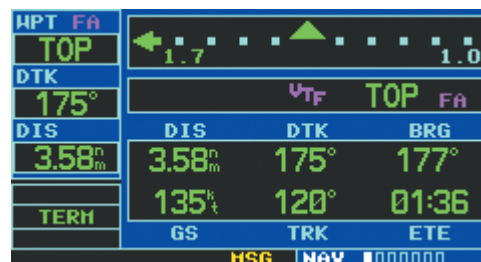 WPT FA
TOP
1.7 1.0
DTK
175°
VTF TOP FA
DIS DIS DTK BRG
3.58nm 3.58nm 175° 177°
135kt 120° 01:36
TERM
GS TRK ETE
MSG NAV